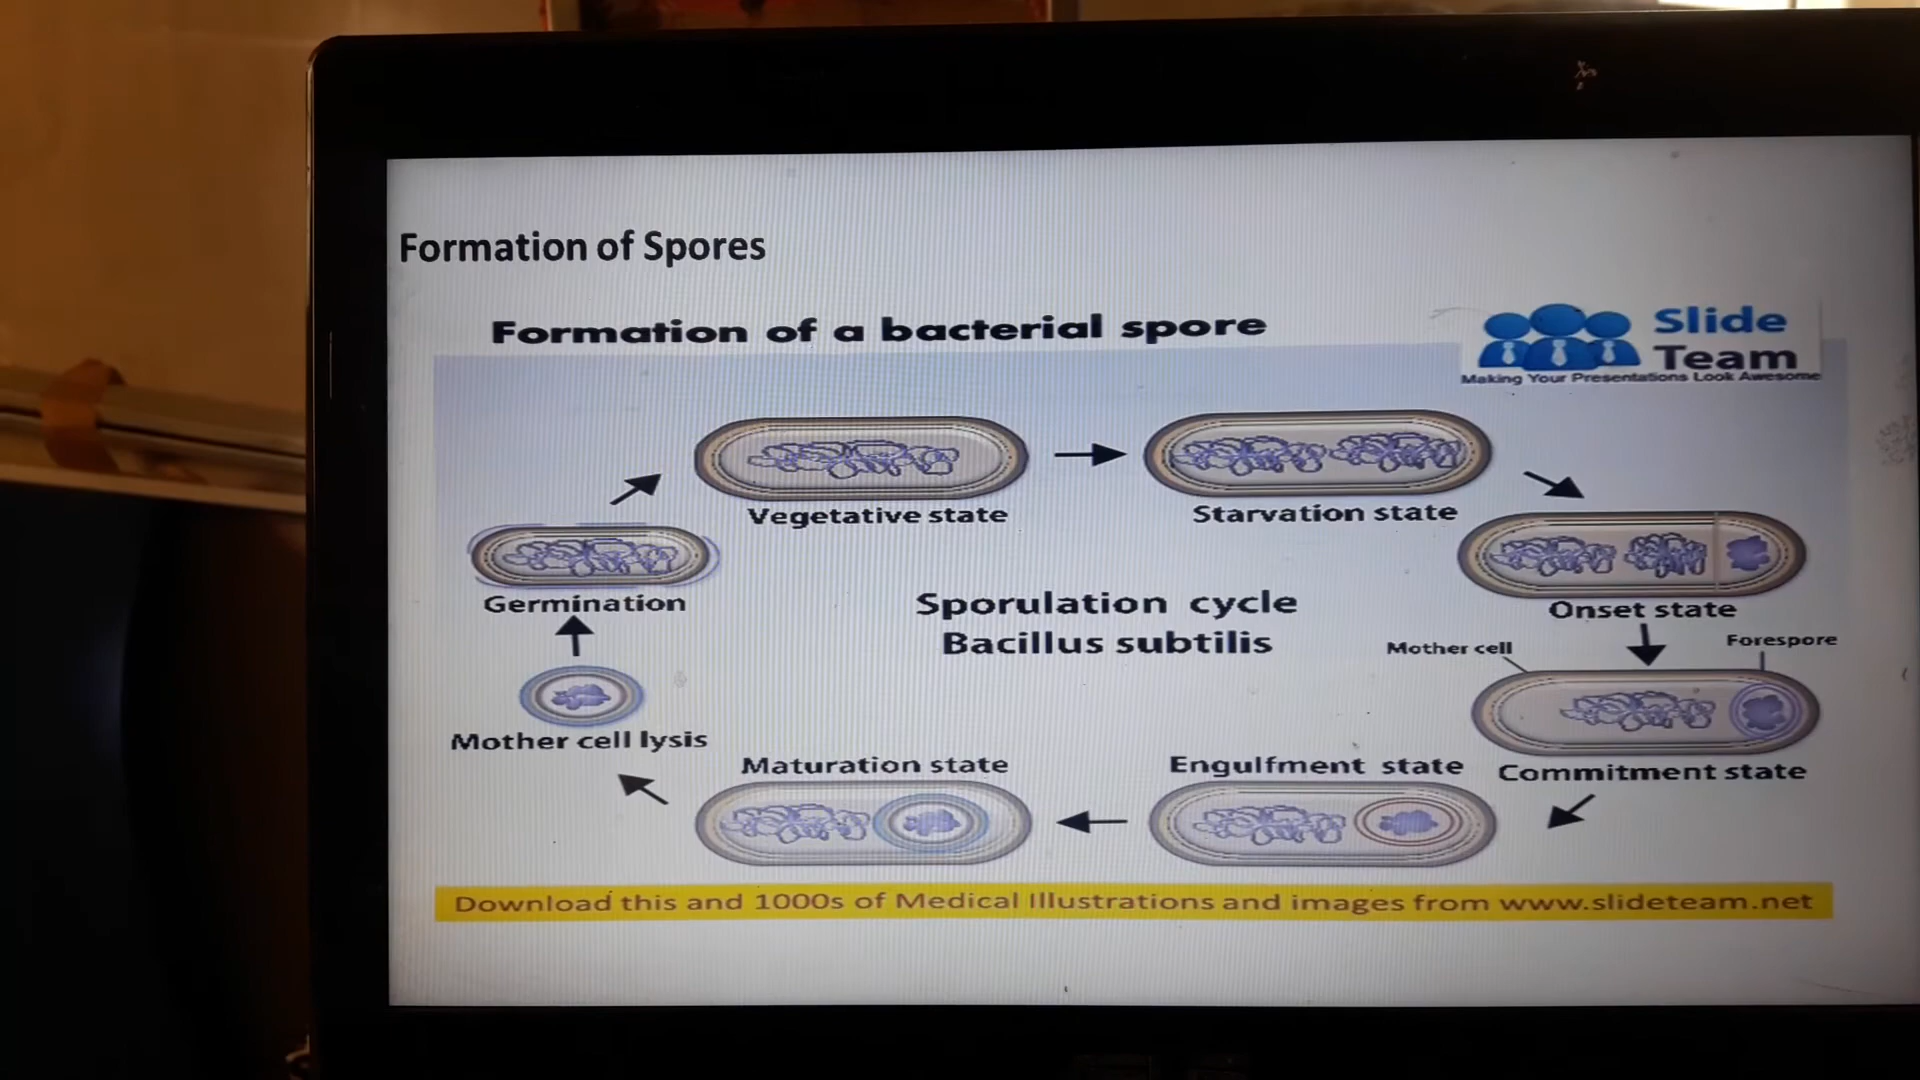 Formation of Spores
Formation of a bacterial spore
Slide
Team
Making Your Presentations Look Awesome
Vegetative state
Starvation state
Germination
Onset state
Sporulation cycle
Bacillus subtilis
Mother cell
Forespore
Mother cell lysis
Maturation state
Engulfment state
Commitment state
Download this and 1000s of Medical Illustrations and images from www.slideteam.net